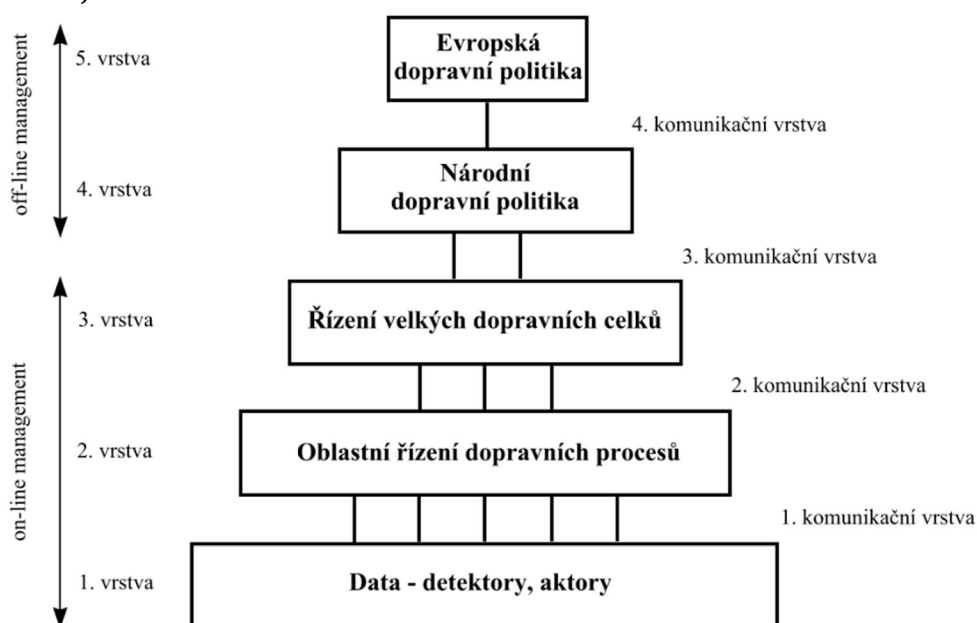 Evropská
dopravní politika
5. vrstva
4. komunikační vrstva
off-line management
Národní
dopravní politika
4. vrstva
3. komunikační vrstva
Řízení velkých dopravních celků
3. vrstva
2. komunikační vrstva
on-line management
Oblastní řízení dopravních procesů
2. vrstva
1. komunikační vrstva
Data - detektory, aktory
1. vrstva